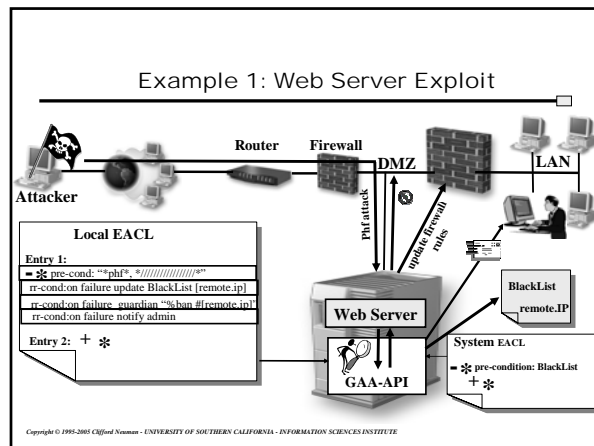 Example 1: Web Server Exploit
Router
Firewall
DMZ
LAN
Attacker
Phf attack
update firewall
rules
Local EACL
Entry 1:
- * pre-cond: “*phf*, *////////////////*”
rr-cond:on failure update BlackList [remote.ip]
rr-cond:on failure_guardian “%ban #[remote.ip]”
rr-cond:on failure notify admin
Entry 2: + *
Web Server
GAA-API
BlackList
remote.IP
System EACL
- * pre-condition: BlackList
+ *
Copyright © 1995-2005 Clifford Neuman - UNIVERSITY OF SOUTHERN CALIFORNIA - INFORMATION SCIENCES INSTITUTE